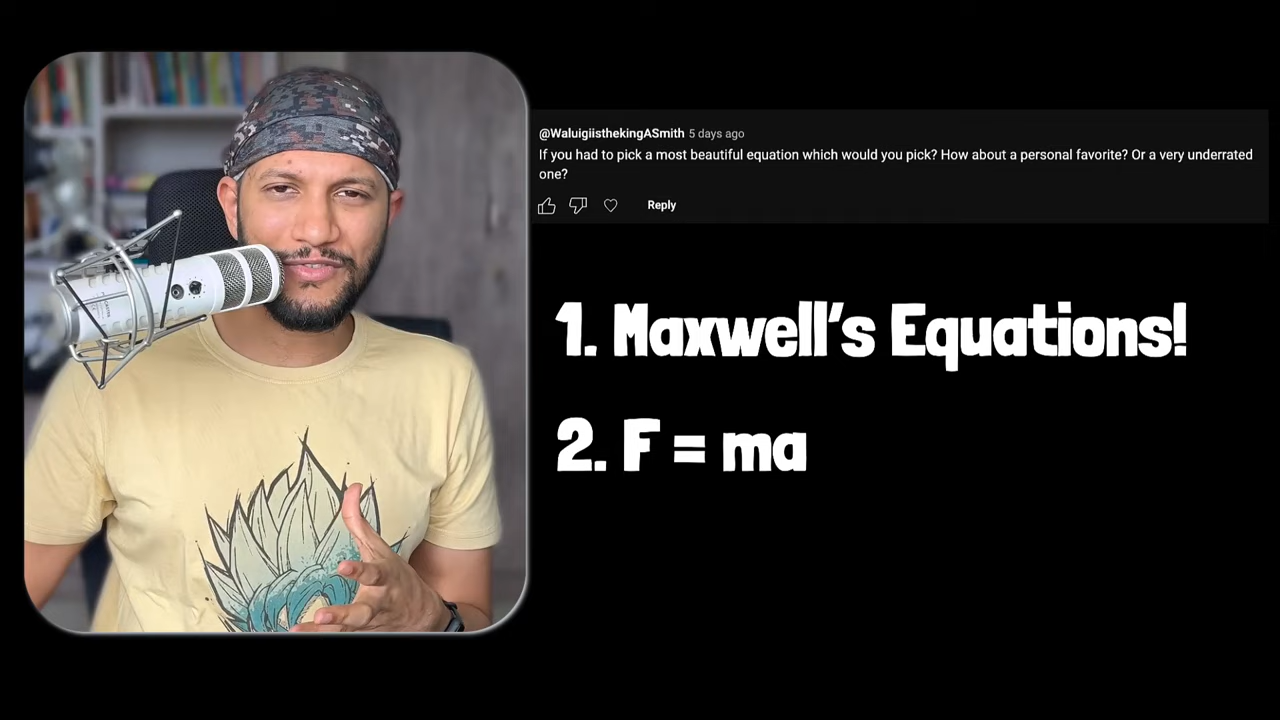 @WaluigiisthekingASmith 5 days ago
If you had to pick a most beautiful equation which would you pick? How about a personal favorite? Or a very underrated
one?
Reply
1. Maxwell's Equations!
2. F = ma